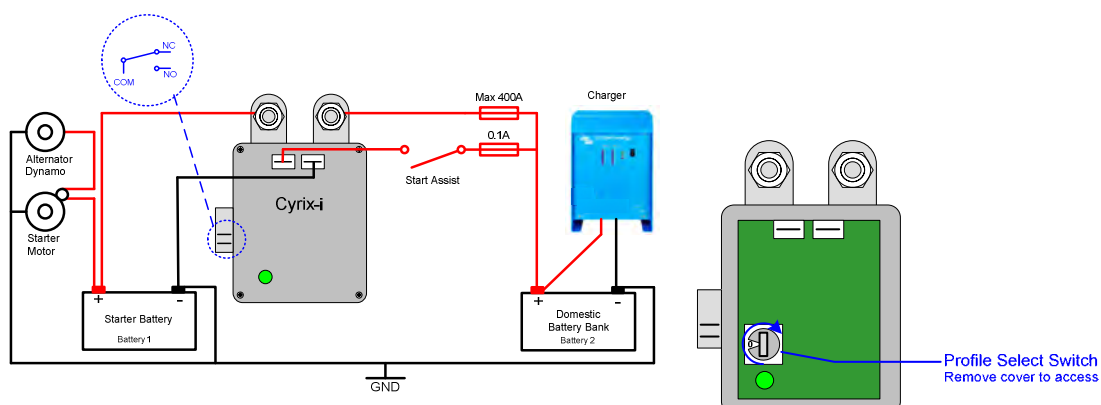 NC
NO
COM
Max 400A
Charger
0.1A
Alternator
Dynamo
Start Assist
Cyrix-i
Starter
Motor
+
-
Starter Battery
Battery 1
+
-
Domestic
Battery Bank
Battery 2
GND
0
Profile Select Switch
Remove cover to access